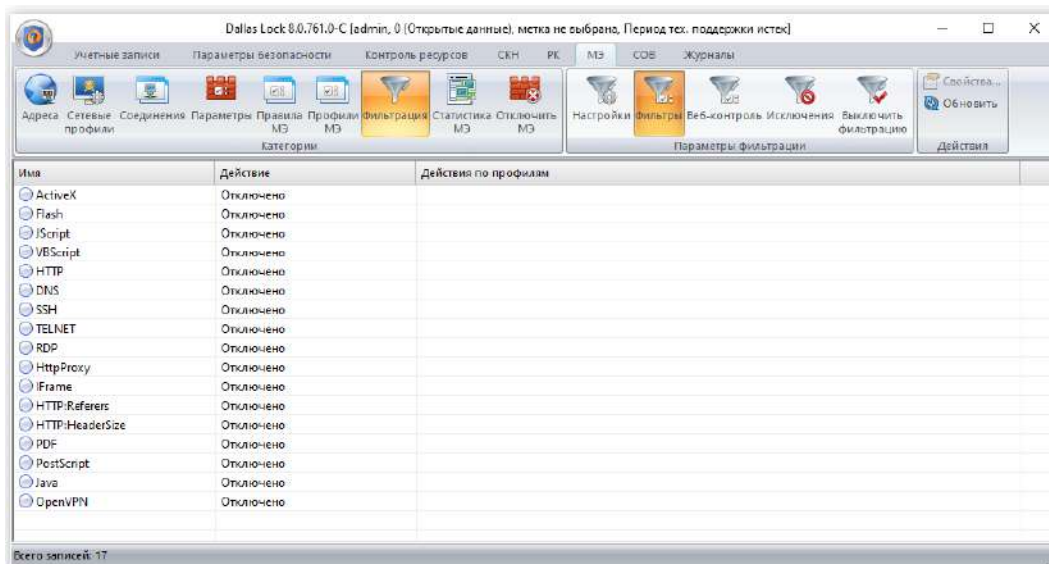 Dallas Lock 8.0.761.0-C [admin, 0 (Открытые данные), метка не выбрана, Период тех. поддержки истек]
Учетные записи Параметры безопасности Контроль ресурсов СКН РК МЭ СОВ Журналы
Адреса Сетевые профили Соединения Параметры Правила МЭ Профили МЭ Фильтрация Статистика МЭ Отключить МЭ Настройки Фильтры Веб-контроль Исключения Выключить фильтрацию Свойства... Обновить
Категории Параметры фильтрации Действия
Имя Действие Действия по профилям
ActiveX Отключено
Flash Отключено
JScript Отключено
VBScript Отключено
HTTP Отключено
DNS Отключено
SSH Отключено
TELNET Отключено
RDP Отключено
HttpProxy Отключено
IFrame Отключено
HTTP:Referers Отключено
HTTP:HeaderSize Отключено
PDF Отключено
PostScript Отключено
Java Отключено
OpenVPN Отключено
Всего записей: 17